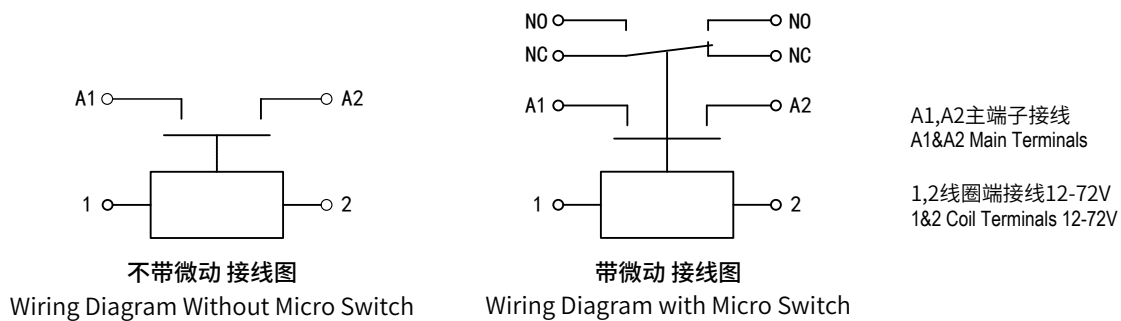 NO NO
NC NC
A1 A2
A1 A2
1 2
1 2
不带微动 接线图
Wiring Diagram Without Micro Switch
带微动 接线图
Wiring Diagram with Micro Switch
A1,A2主端子接线
A1&A2 Main Terminals
1,2线圈端接线12-72V
1&2 Coil Terminals 12-72V